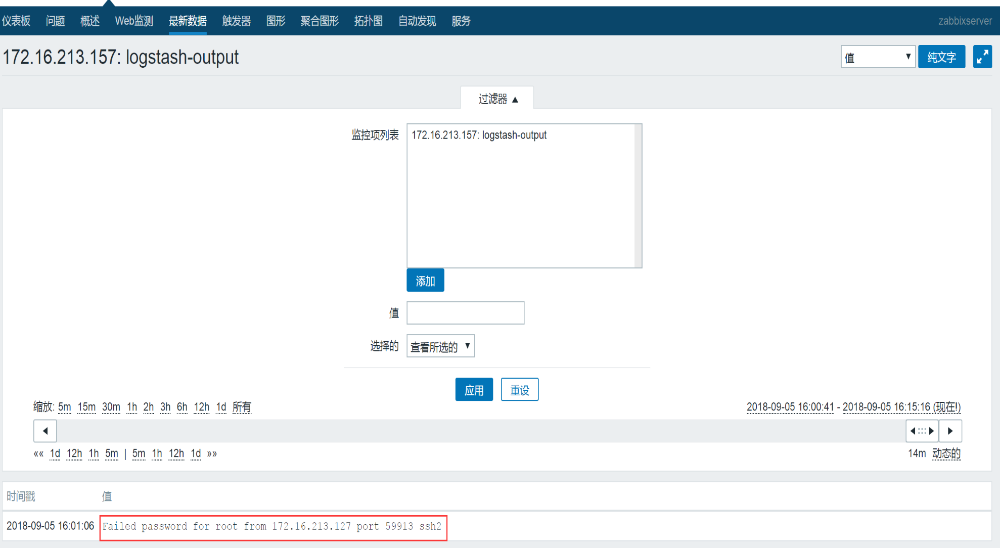 仪表板 问题 概述 Web监测 最新数据 触发器 图形 聚合图形 拓扑图 自动发现 服务 zabbixserver
172.16.213.157: logstash-output 值 ▼ 纯文字
过滤器 ▲
监控项列表 172.16.213.157: logstash-output
添加
值
选择的 查看所选的 ▼
应用 重设
缩放: 5m 15m 30m 1h 2h 3h 6h 12h 1d 所有 2018-09-05 16:00:41 - 2018-09-05 16:15:16 (现在!)
«« 1d 12h 1h 5m | 5m 1h 12h 1d »» 14m 动态的
时间戳 值
2018-09-05 16:01:06 Failed password for root from 172.16.213.127 port 59913 ssh2